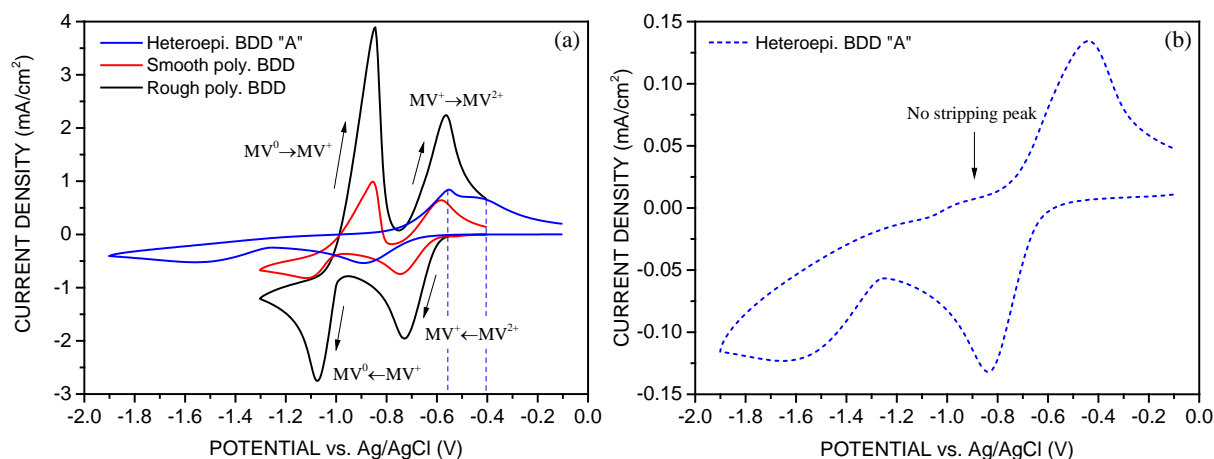 (a)
Heteroepi. BDD "A"
Smooth poly. BDD
Rough poly. BDD
MV⁺→MV²⁺
MV⁰→MV⁺
MV⁺←MV²⁺
MV⁰←MV⁺
4
3
2
1
0
-1
-2
-3
CURRENT DENSITY (mA/cm²)
-2.0 -1.8 -1.6 -1.4 -1.2 -1.0 -0.8 -0.6 -0.4 -0.2 0.0
POTENTIAL vs. Ag/AgCl (V)
(b)
Heteroepi. BDD "A"
No stripping peak
0.15
0.10
0.05
0.00
-0.05
-0.10
-0.15
CURRENT DENSITY (mA/cm²)
-2.0 -1.8 -1.6 -1.4 -1.2 -1.0 -0.8 -0.6 -0.4 -0.2 0.0
POTENTIAL vs. Ag/AgCl (V)